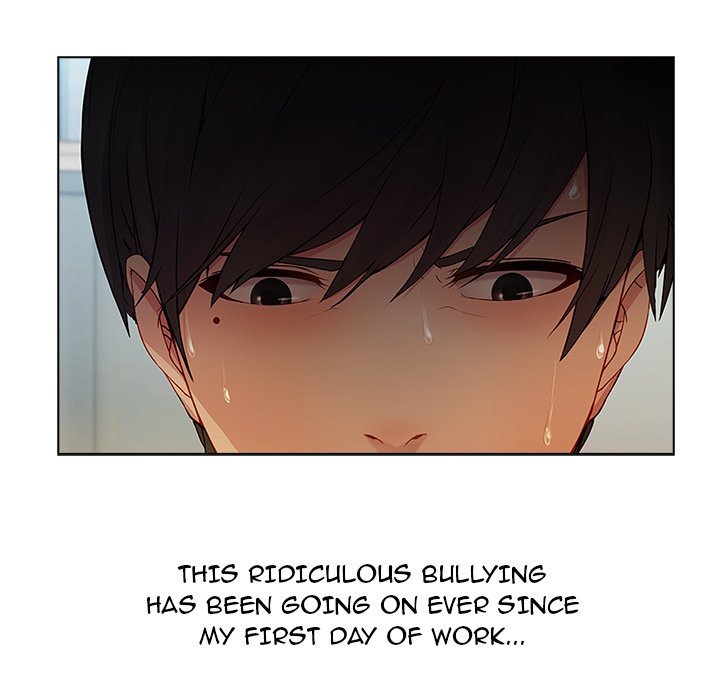 THIS RIDICULOUS BULLYING
HAS BEEN GOING ON EVER SINCE
MY FIRST DAY OF WORK...